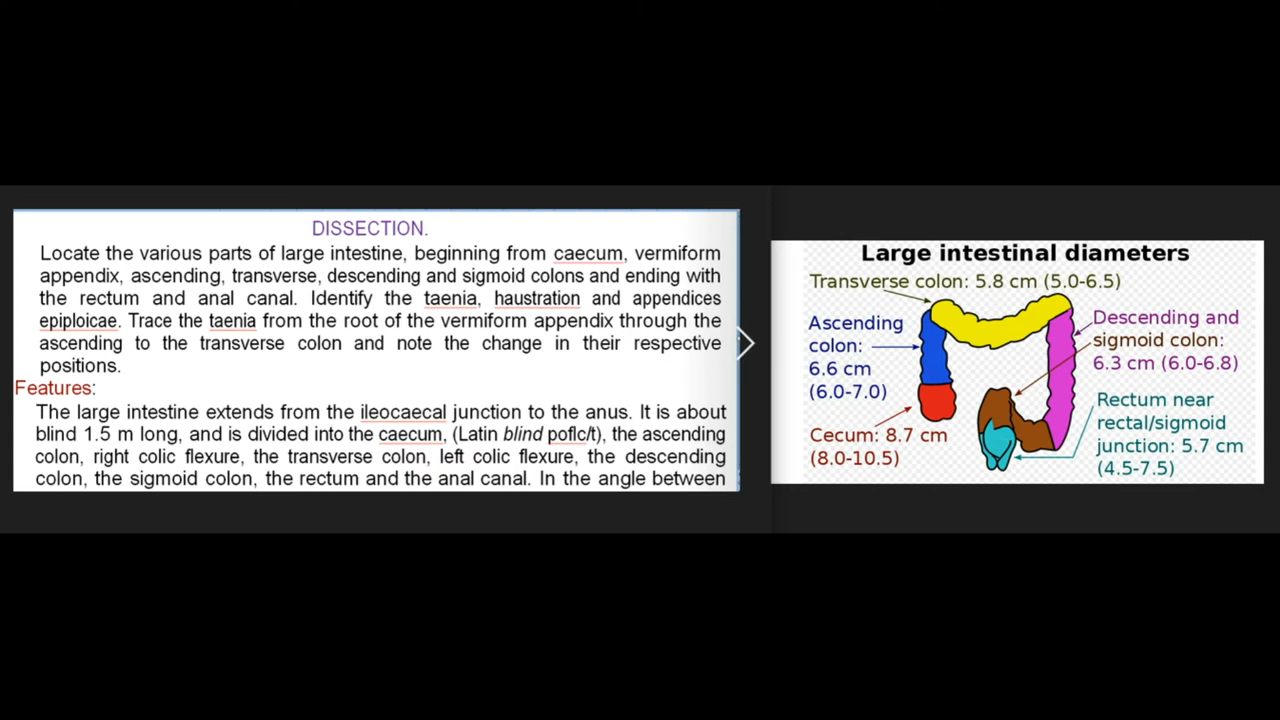 DISSECTION.
Locate the various parts of large intestine, beginning from caecum, vermiform
appendix, ascending, transverse, descending and sigmoid colons and ending with
the rectum and anal canal. Identify the taenia, haustration and appendices
epiploicae. Trace the taenia from the root of the vermiform appendix through the
ascending to the transverse colon and note the change in their respective
positions.
Features:
The large intestine extends from the ileocaecal junction to the anus. It is about
blind 1.5 m long, and is divided into the caecum, (Latin blind poflc/t), the ascending
colon, right colic flexure, the transverse colon, left colic flexure, the descending
colon, the sigmoid colon, the rectum and the anal canal. In the angle between
Large intestinal diameters
Transverse colon: 5.8 cm (5.0-6.5)
Ascending
colon:
6.6 cm
(6.0-7.0)
Cecum: 8.7 cm
(8.0-10.5)
Descending and
sigmoid colon:
6.3 cm (6.0-6.8)
Rectum near
rectal/sigmoid
junction: 5.7 cm
(4.5-7.5)